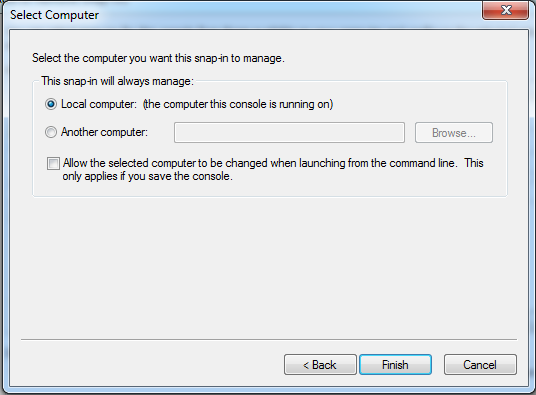 Select Computer
Select the computer you want this snap-in to manage.
This snap-in will always manage:
Local computer: (the computer this console is running on)
Another computer:
Browse...
Allow the selected computer to be changed when launching from the command line. This
only applies if you save the console.
< Back
Finish
Cancel